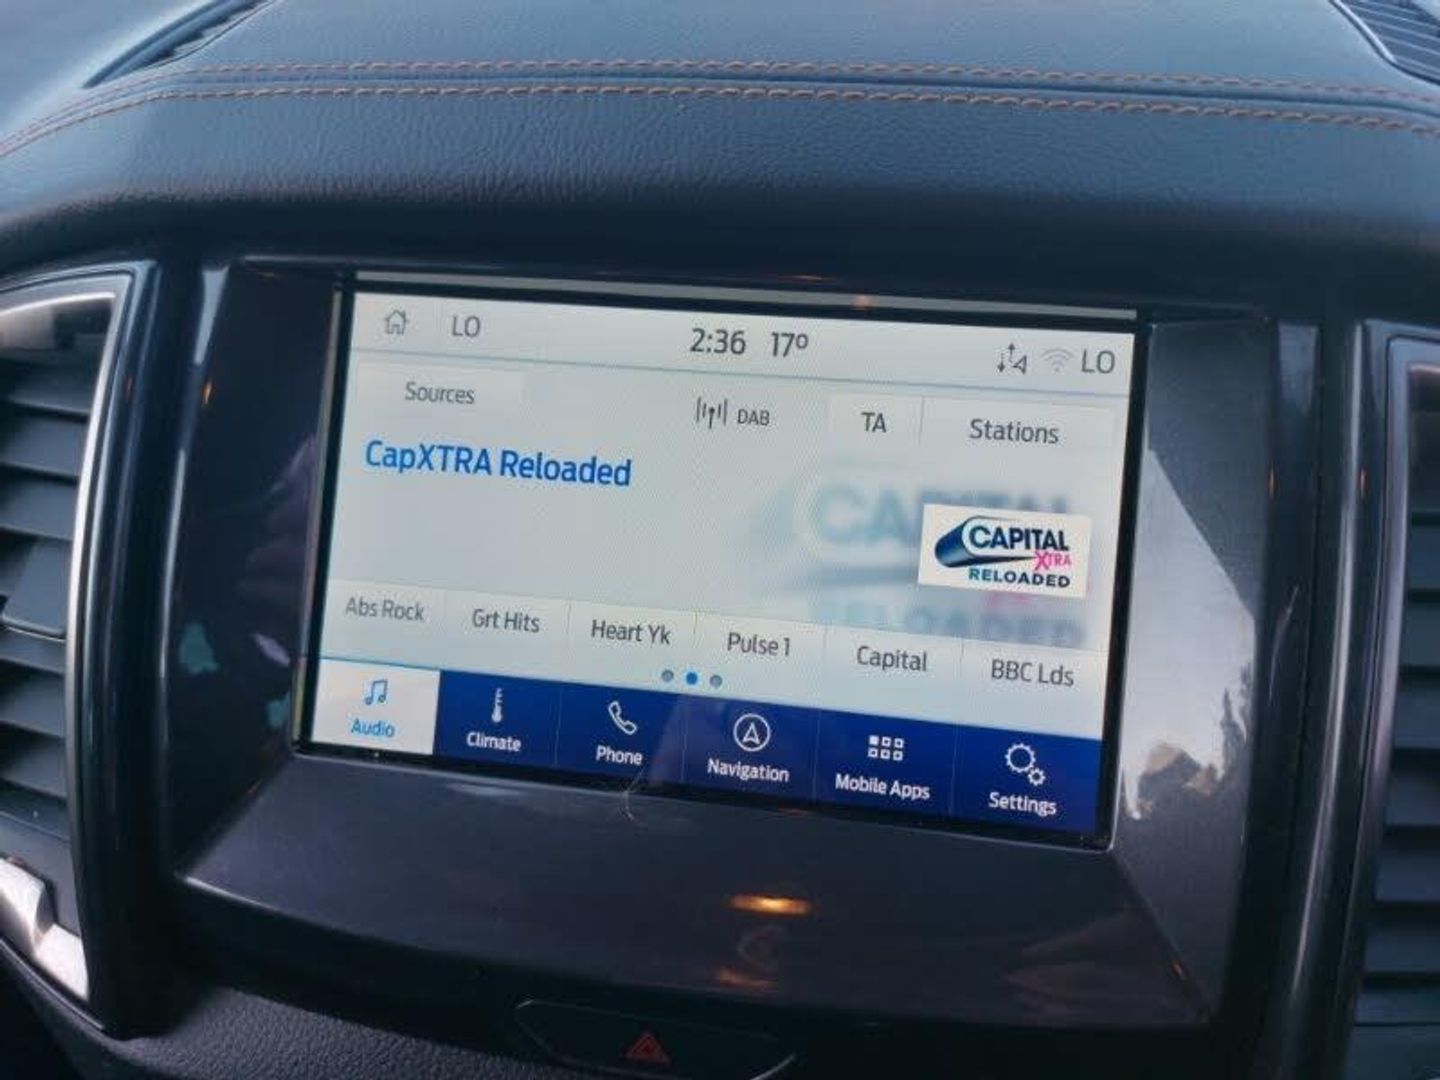 LO 2:36 17° LO
Sources DAB TA Stations
CapXTRA Reloaded
CAPITAL
XTRA
RELOADED
Abs Rock Grt Hits Heart Yk Pulse 1 Capital BBC Lds
Audio Climate Phone Navigation Mobile Apps Settings